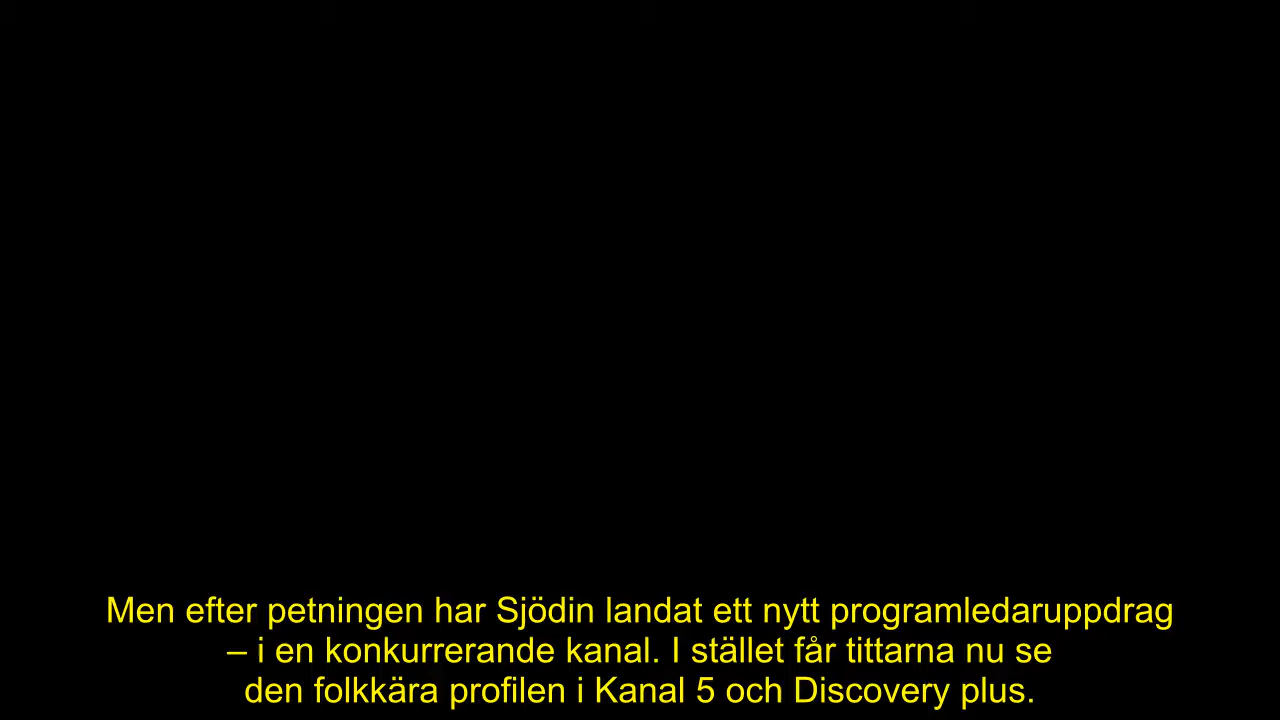 Men efter petningen har Sjödin landat ett nytt programledaruppdrag
– i en konkurrerande kanal. I stället får tittarna nu se
den folkkära profilen i Kanal 5 och Discovery plus.